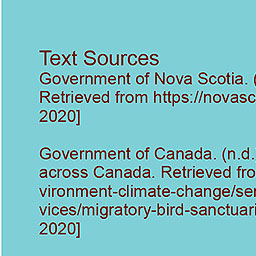 Text Sources
Government of Nova Scotia. (
Retrieved from https://novasc
2020]
Government of Canada. (n.d.
across Canada. Retrieved fro
vironment-climate-change/ser
vices/migratory-bird-sanctuari
2020]